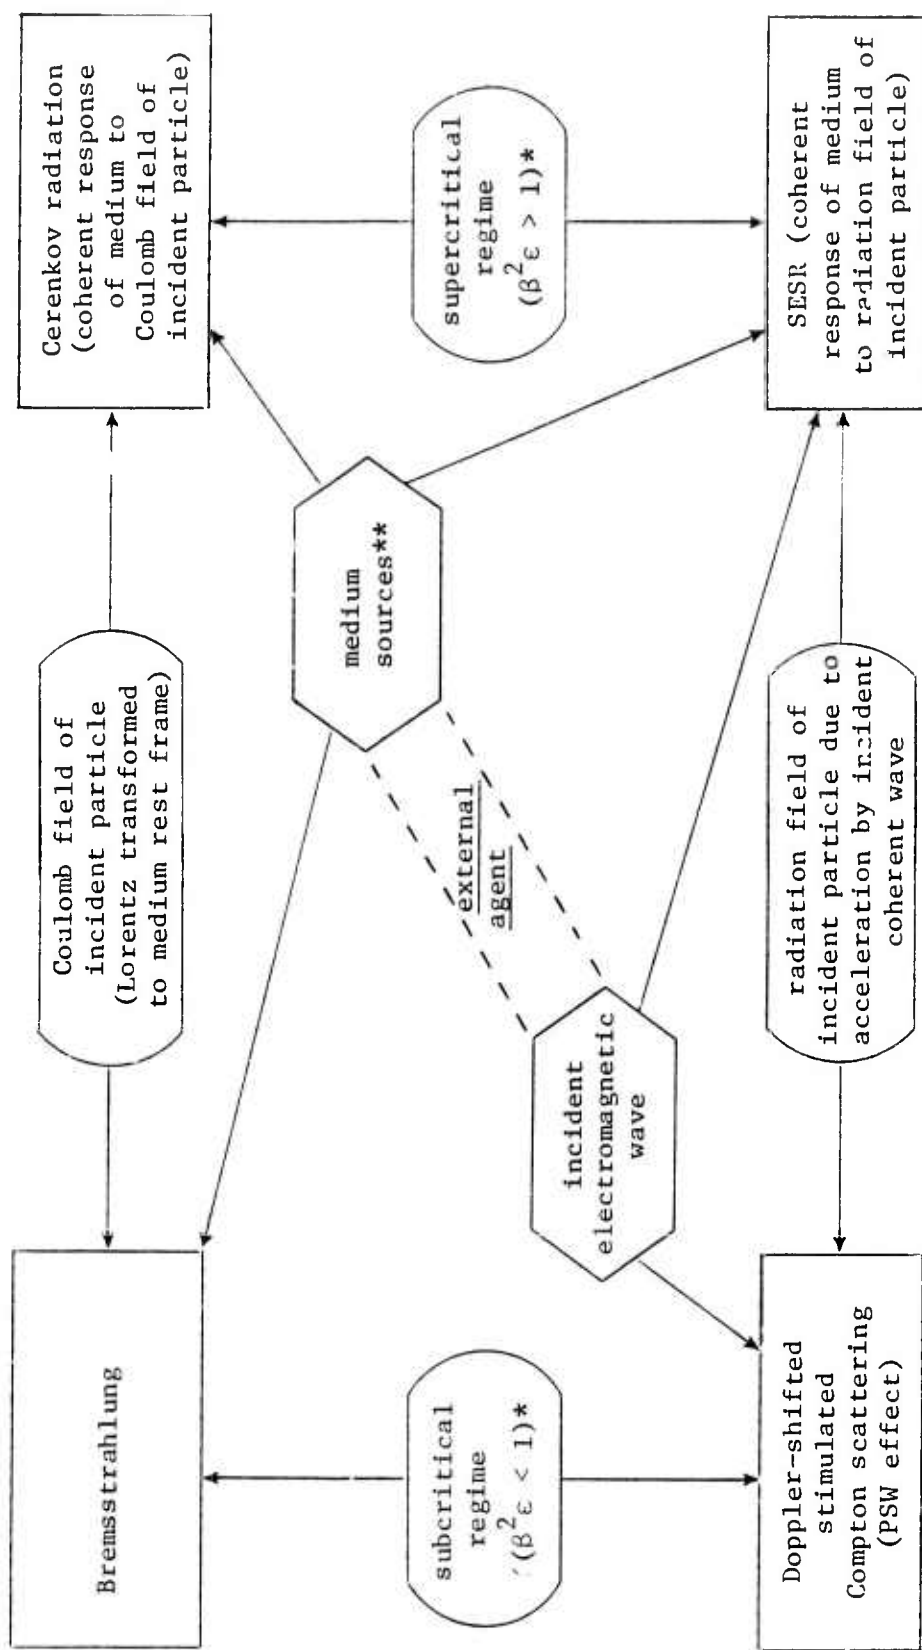 Bremsstrahlung
Coulomb field of
incident particle
(Lorentz transformed
to medium rest frame)
Cerenkov radiation
(coherent response
of medium to
Coulomb field of
incident particle)
medium
sources**
subcritical
regime
(β²ε < 1)*
external
agent
supercritical
regime
(β²ε > 1)*
incident
electromagnetic
wave
Doppler-shifted
stimulated
Compton scattering
(PSW effect)
radiation field of
incident particle due to
acceleration by incident
coherent wave
SESR (coherent
response of medium
to radiation field of
incident particle)